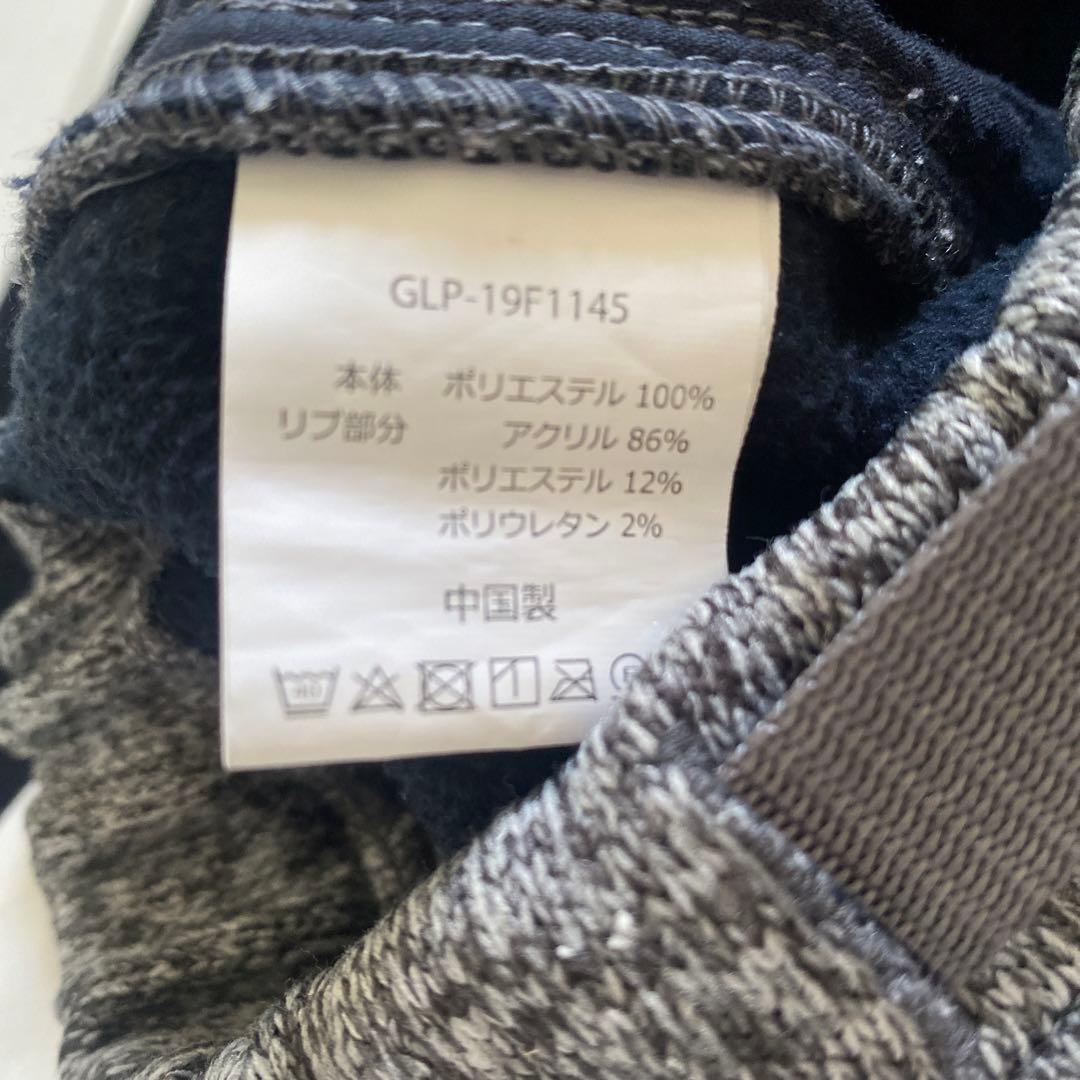 GLP-19F1145
本体 ポリエステル 100%
リブ部分 アクリル 86%
ポリエステル 12%
ポリウレタン 2%
中国製